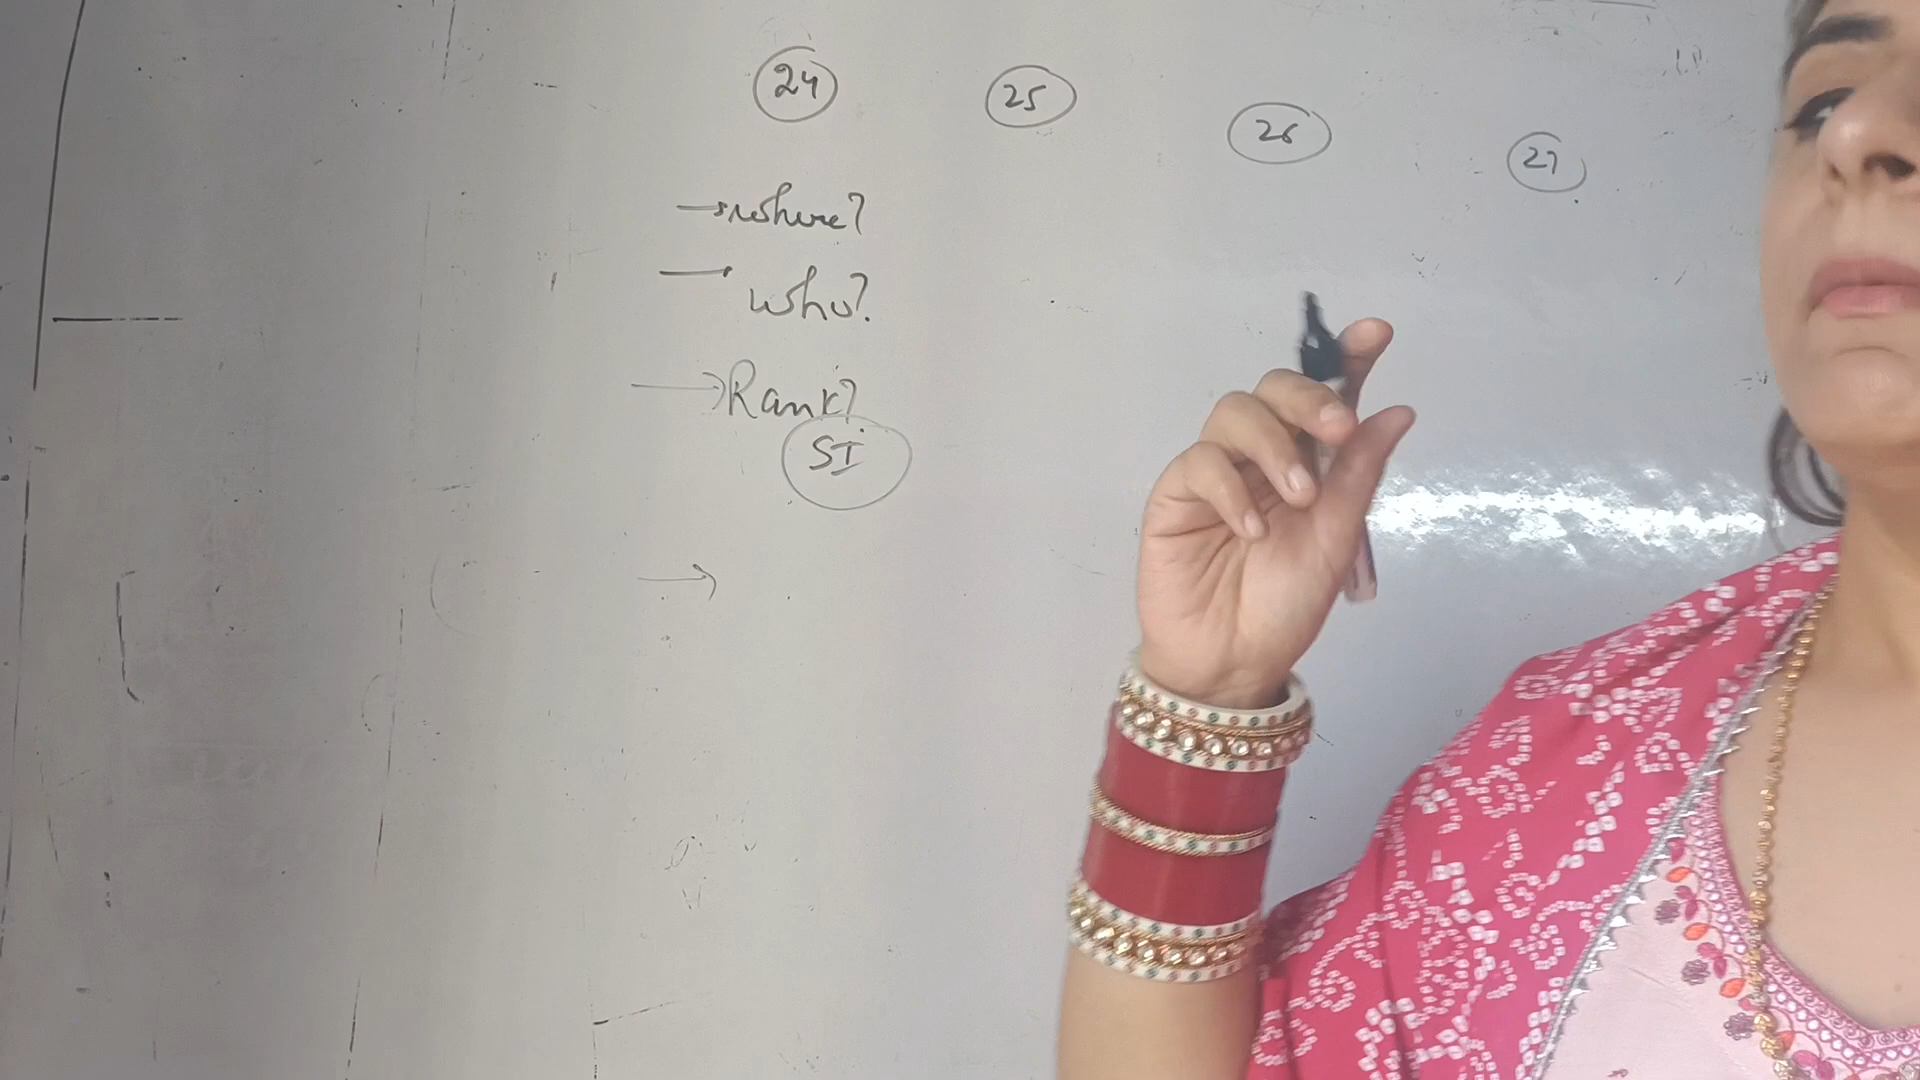 24 25 26 27
→ where?
→ who?
→ Rank?
SI
→